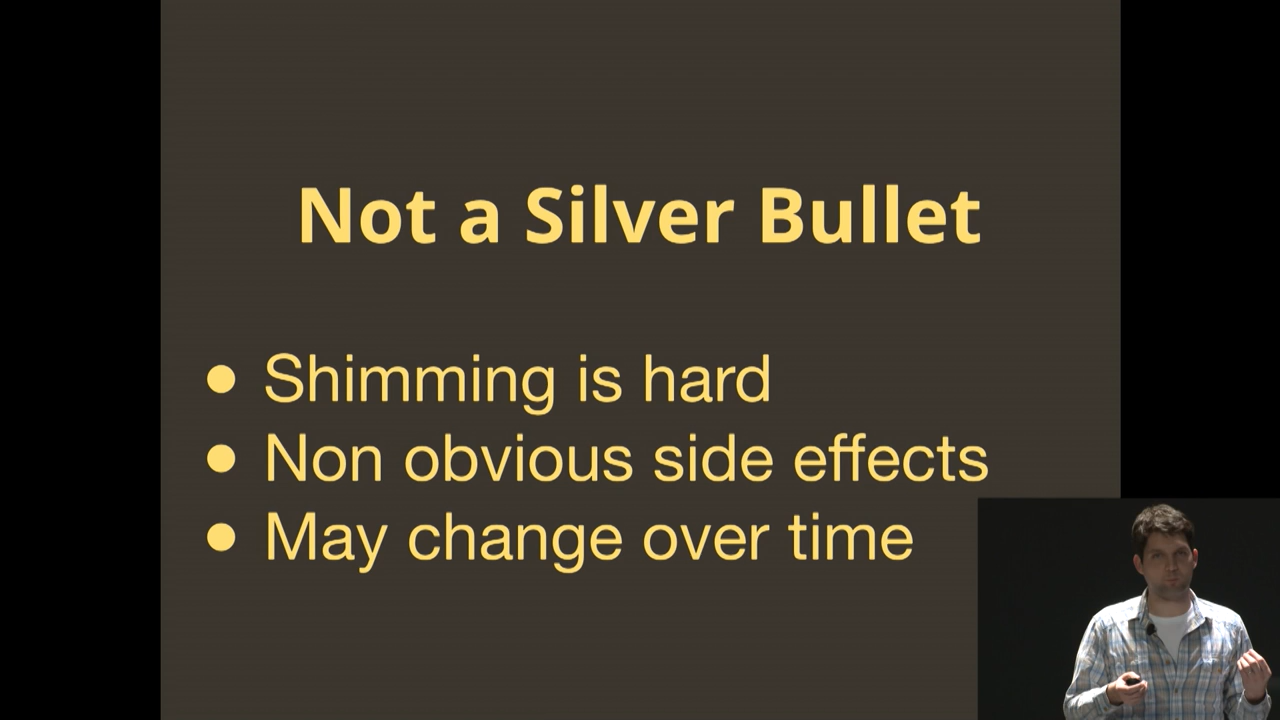 Not a Silver Bullet
• Shimming is hard
• Non obvious side effects
• May change over time